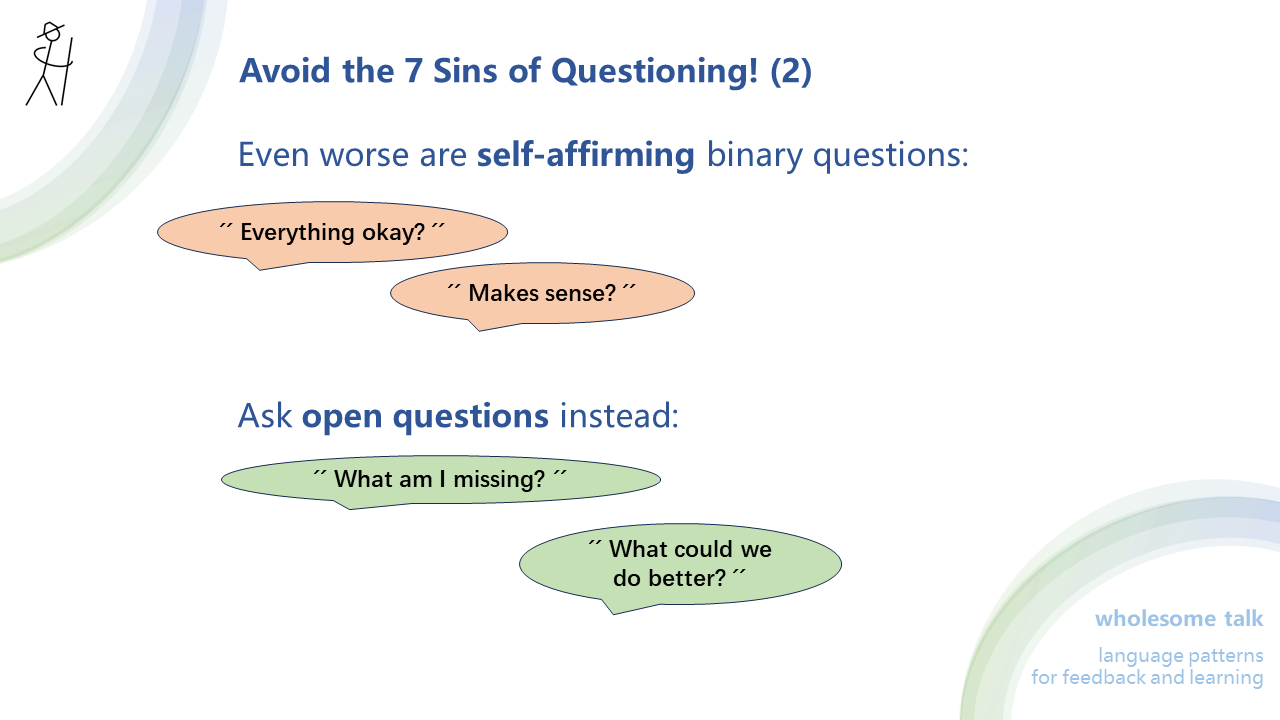 Avoid the 7 Sins of Questioning! (2)
Even worse are self-affirming binary questions:
´´ Everything okay? ´´
´´ Makes sense? ´´
Ask open questions instead:
´´ What am I missing? ´´
´´ What could we
do better? ´´
wholesome talk
language patterns
for feedback and learning